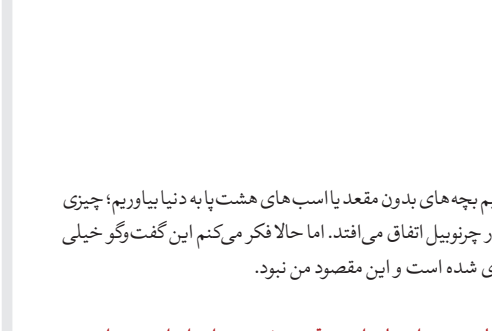 بچه‌های بدون مقعد یا اسب‌های هشت‌پا به دنیا بیاوریم؛ چیزی
چرنوبیل اتفاق می‌افتد. اما حالا فکر می‌کنم این گفت‌وگو خیلی
شده است و این مقصود من نبود.